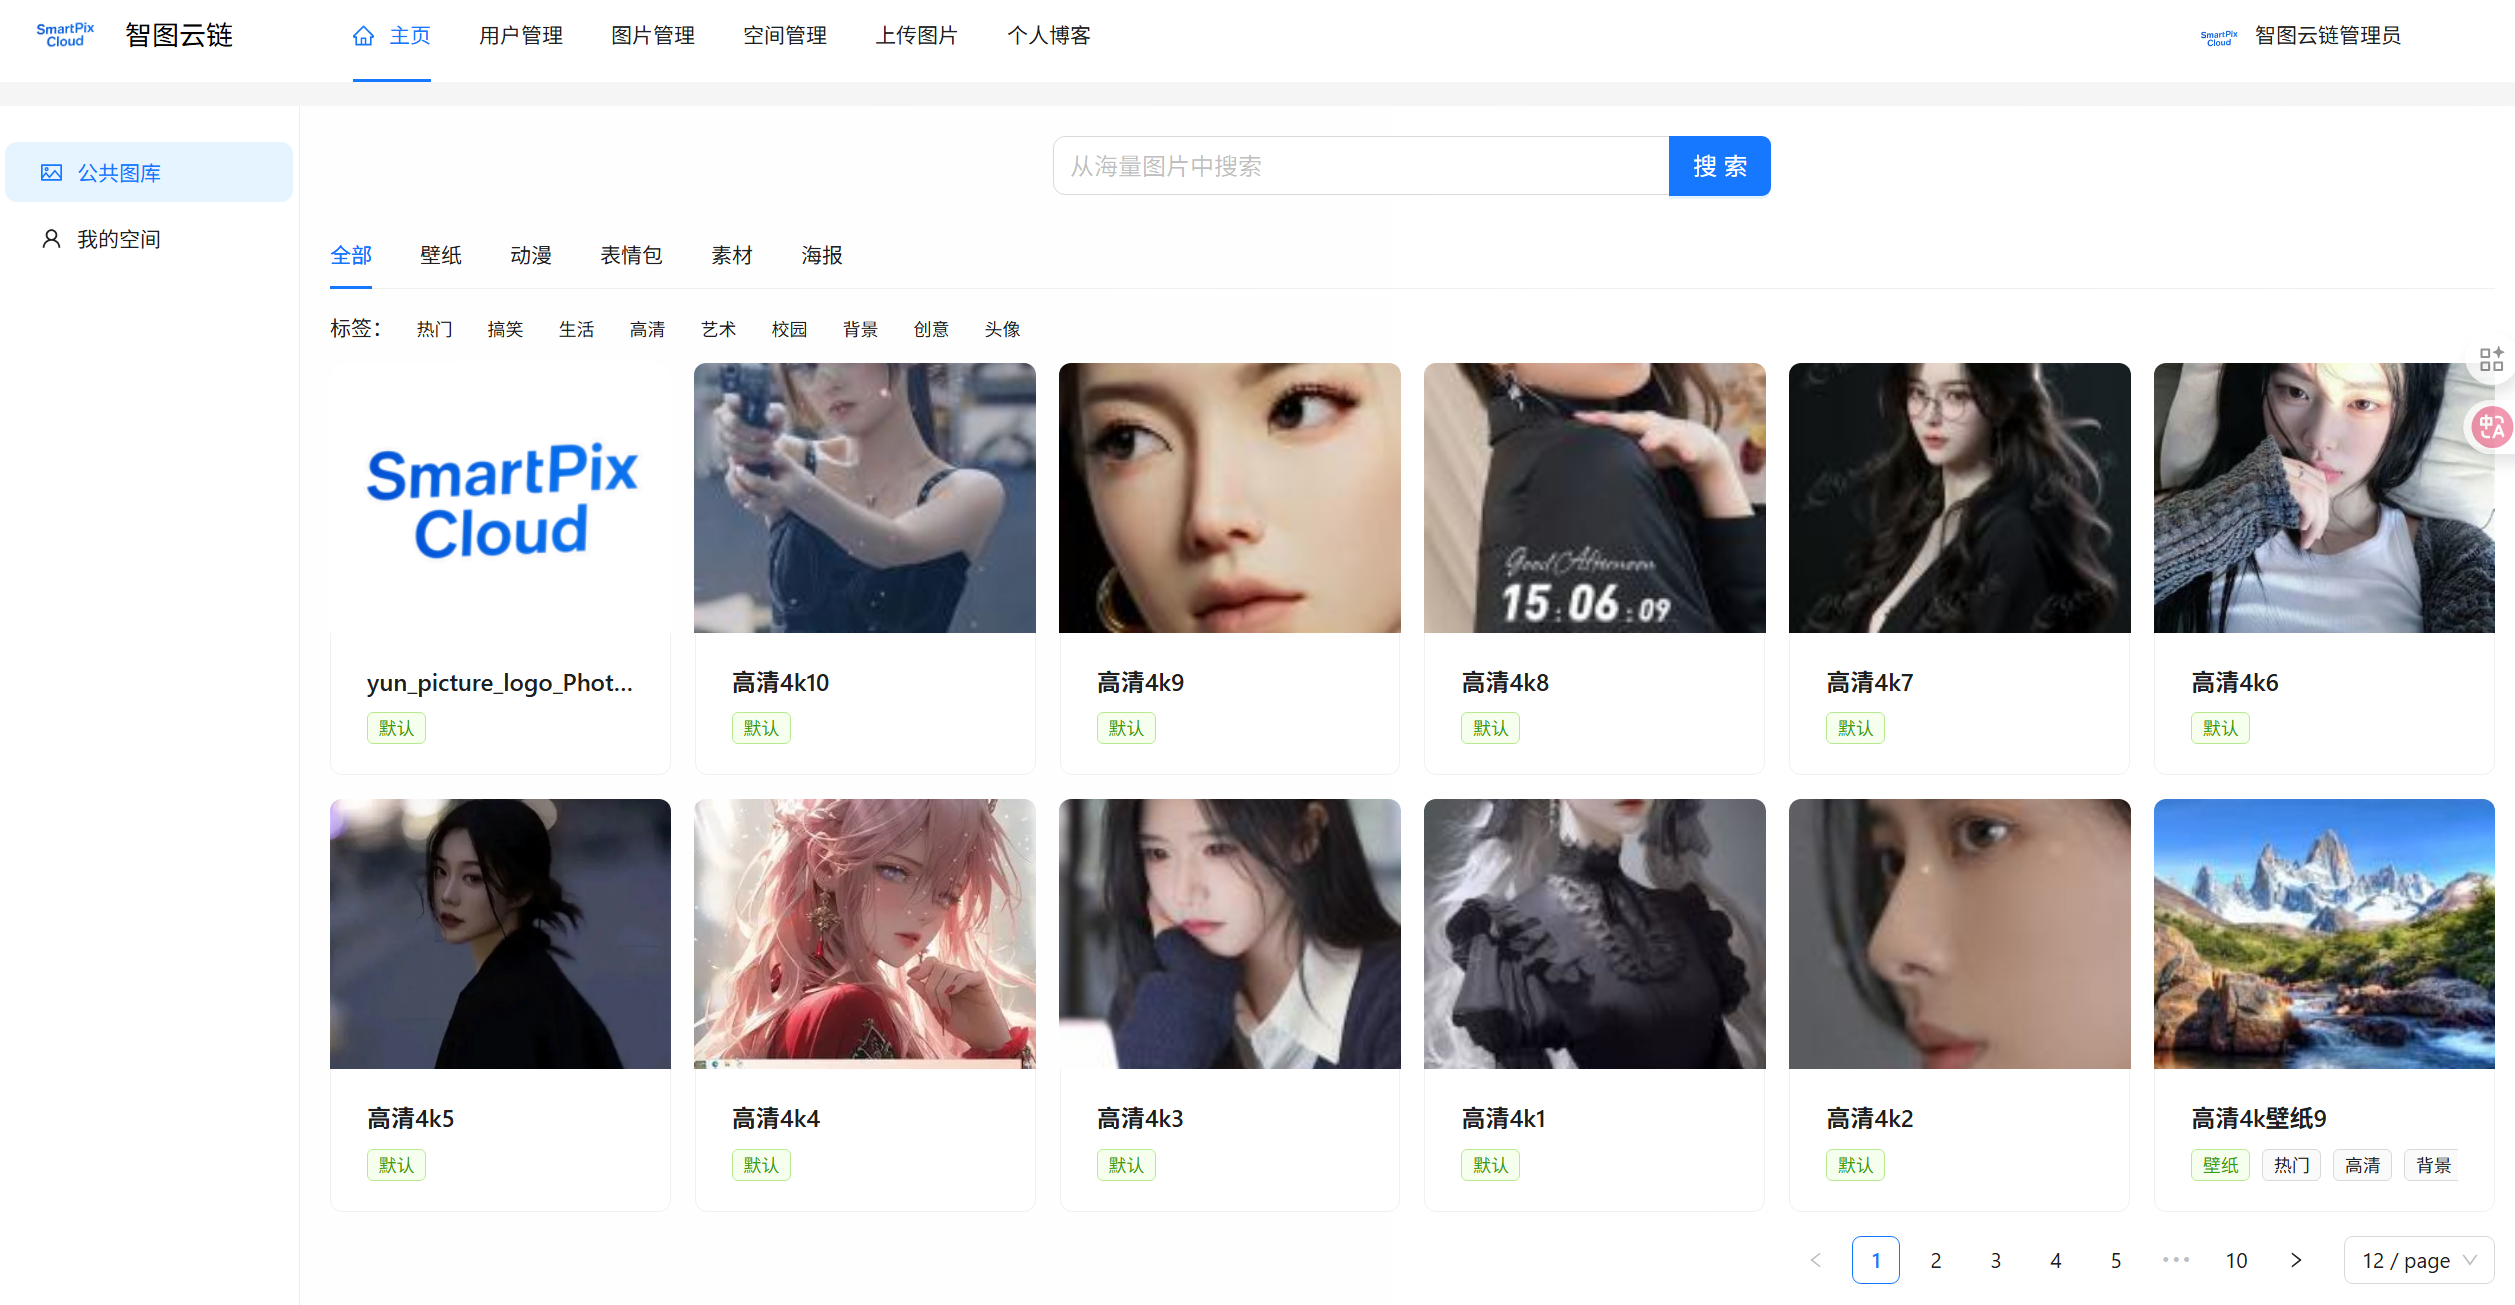 SmartPix
Cloud
智图云链
主页
用户管理
图片管理
空间管理
上传图片
个人博客
SmartPix
Cloud
智图云链管理员
公共图库
我的空间
从海量图片中搜索
搜 索
全部
壁纸
动漫
表情包
素材
海报
标签：
热门
搞笑
生活
高清
艺术
校园
背景
创意
头像
SmartPix
Cloud
Good Afternoon
15:06:09
中A
yun_picture_logo_Phot...
默认
高清4k10
默认
高清4k9
默认
高清4k8
默认
高清4k7
默认
高清4k6
默认
高清4k5
默认
高清4k4
默认
高清4k3
默认
高清4k1
默认
高清4k2
默认
高清4k壁纸9
壁纸
热门
高清
背景
1
2
3
4
5
•••
10
12 / page